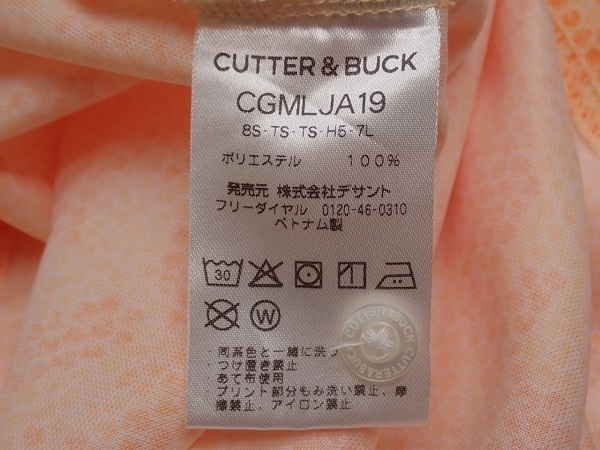 CUTTER & BUCK
CGMLJA19
8S-TS-TS-H5-7L
ポリエステル 100%
発売元 株式会社デサント
フリーダイヤル 0120-46-0310
ベトナム製
30
W
CUTTER & BUCK CUTTER & BUCK
・同系色と一緒に洗う
・つけ置き禁止
あて布使用
・プリント部分もみ洗い禁止、摩
擦禁止、アイロン禁止